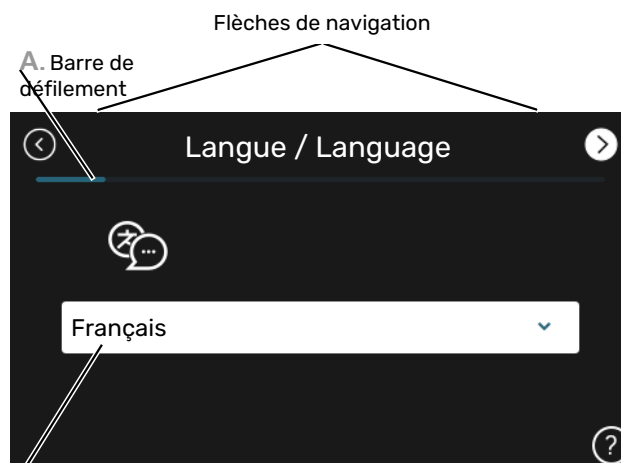 Flèches de navigation
A. Barre de
défilement
Langue / Language
Français
?